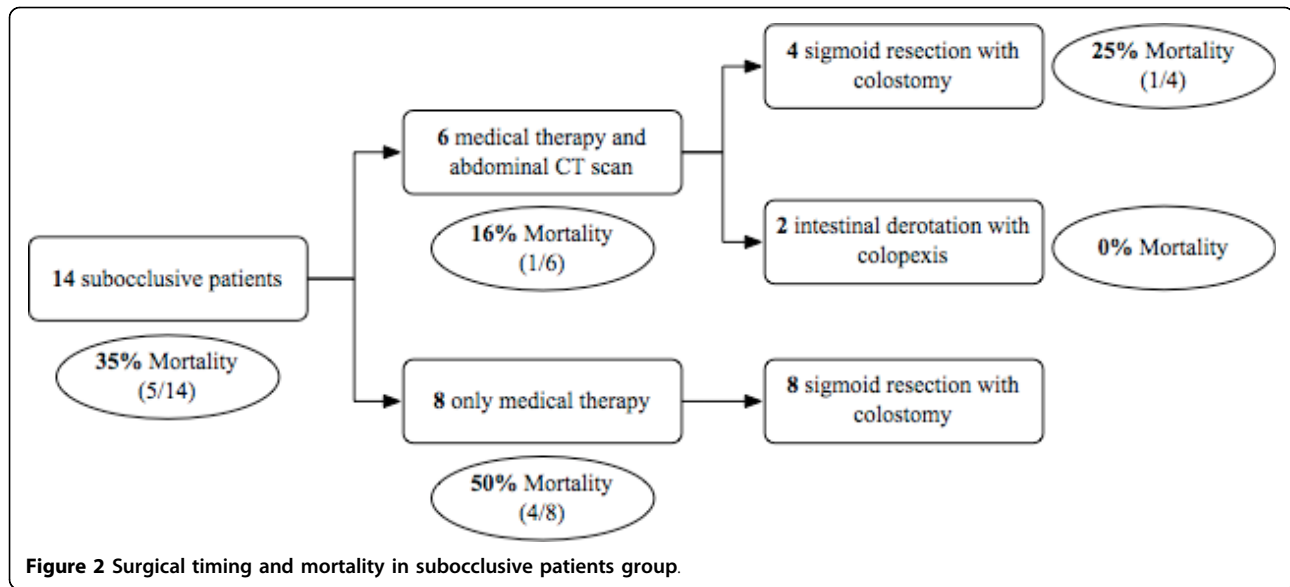 14 subocclusive patients
35% Mortality
(5/14)
6 medical therapy and
abdominal CT scan
16% Mortality
(1/6)
4 sigmoid resection with
colostomy
25% Mortality
(1/4)
2 intestinal derotation with
colopexis
0% Mortality
8 only medical therapy
50% Mortality
(4/8)
8 sigmoid resection with
colostomy
Figure 2 Surgical timing and mortality in subocclusive patients group.